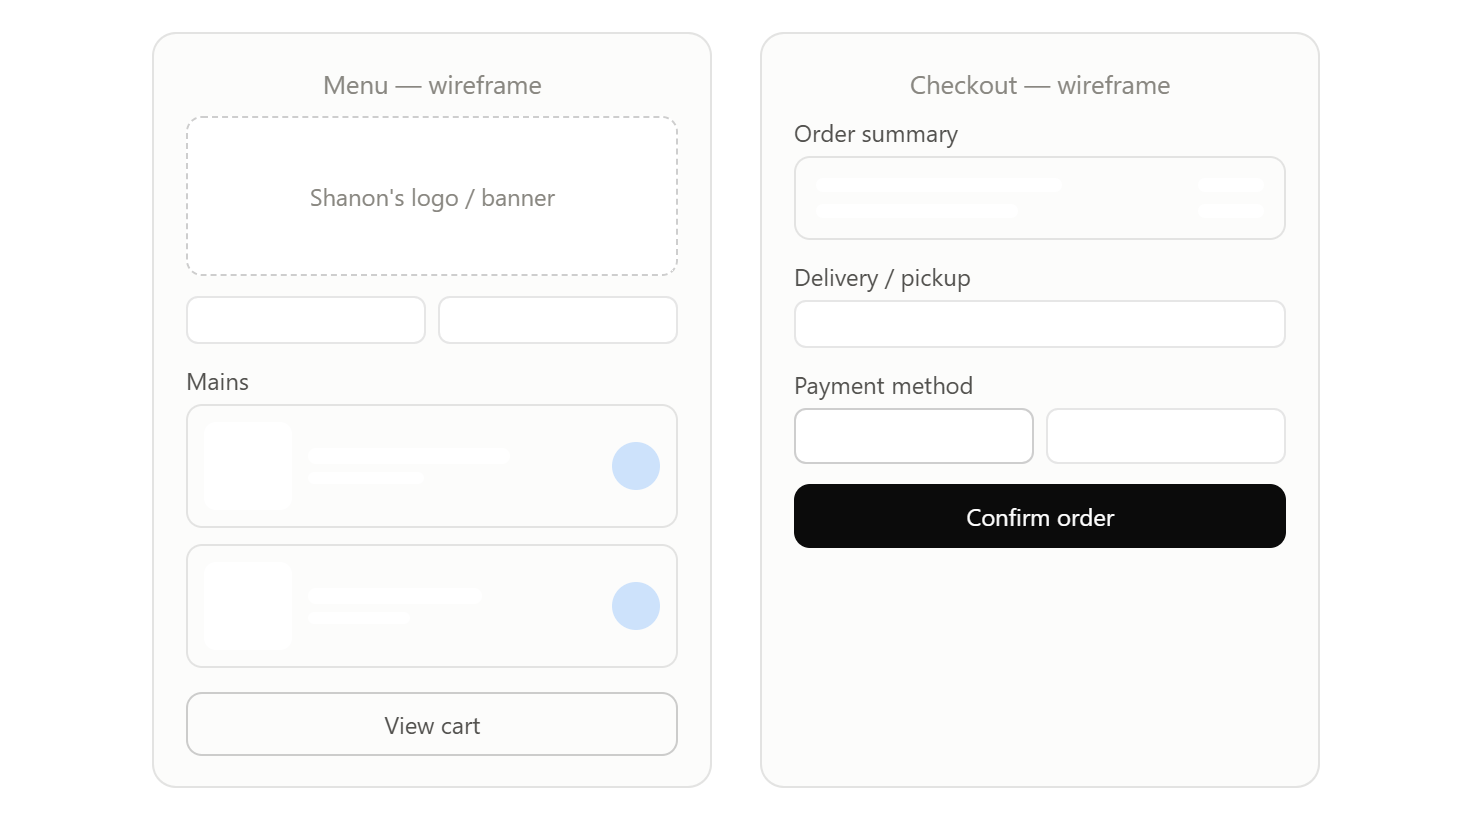 Menu — wireframe
Shanon's logo / banner
Mains
View cart
Checkout — wireframe
Order summary
Delivery / pickup
Payment method
Confirm order